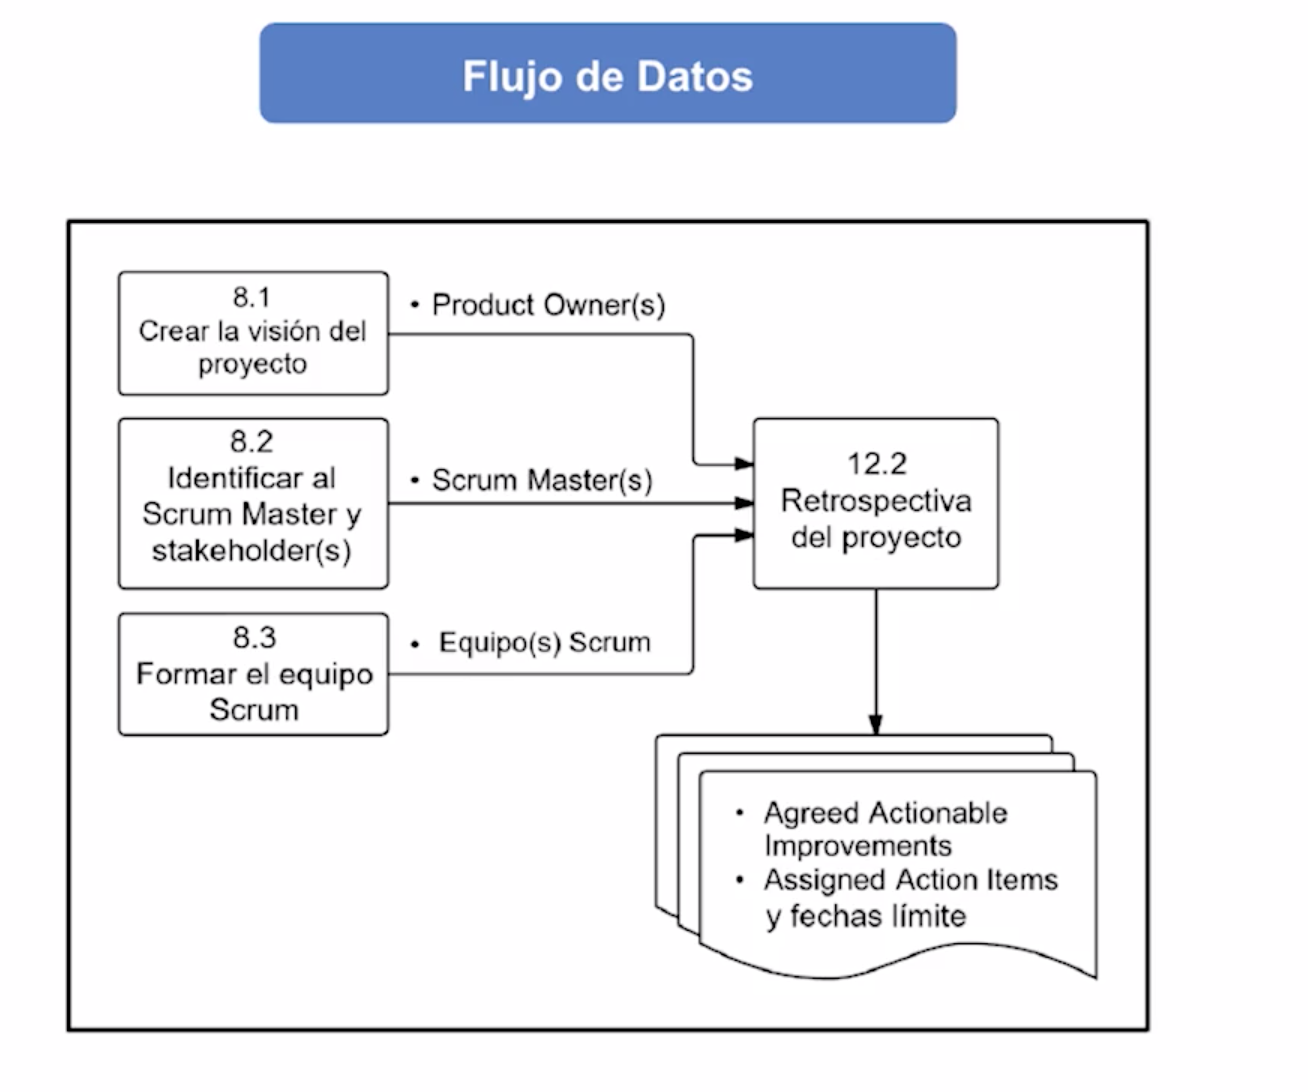 Flujo de Datos
8.1
Crear la visión del
proyecto
• Product Owner(s)
8.2
Identificar al
Scrum Master y
stakeholder(s)
• Scrum Master(s)
12.2
Retrospectiva
del proyecto
8.3
Formar el equipo
Scrum
• Equipo(s) Scrum
• Agreed Actionable
Improvements
• Assigned Action Items
y fechas límite